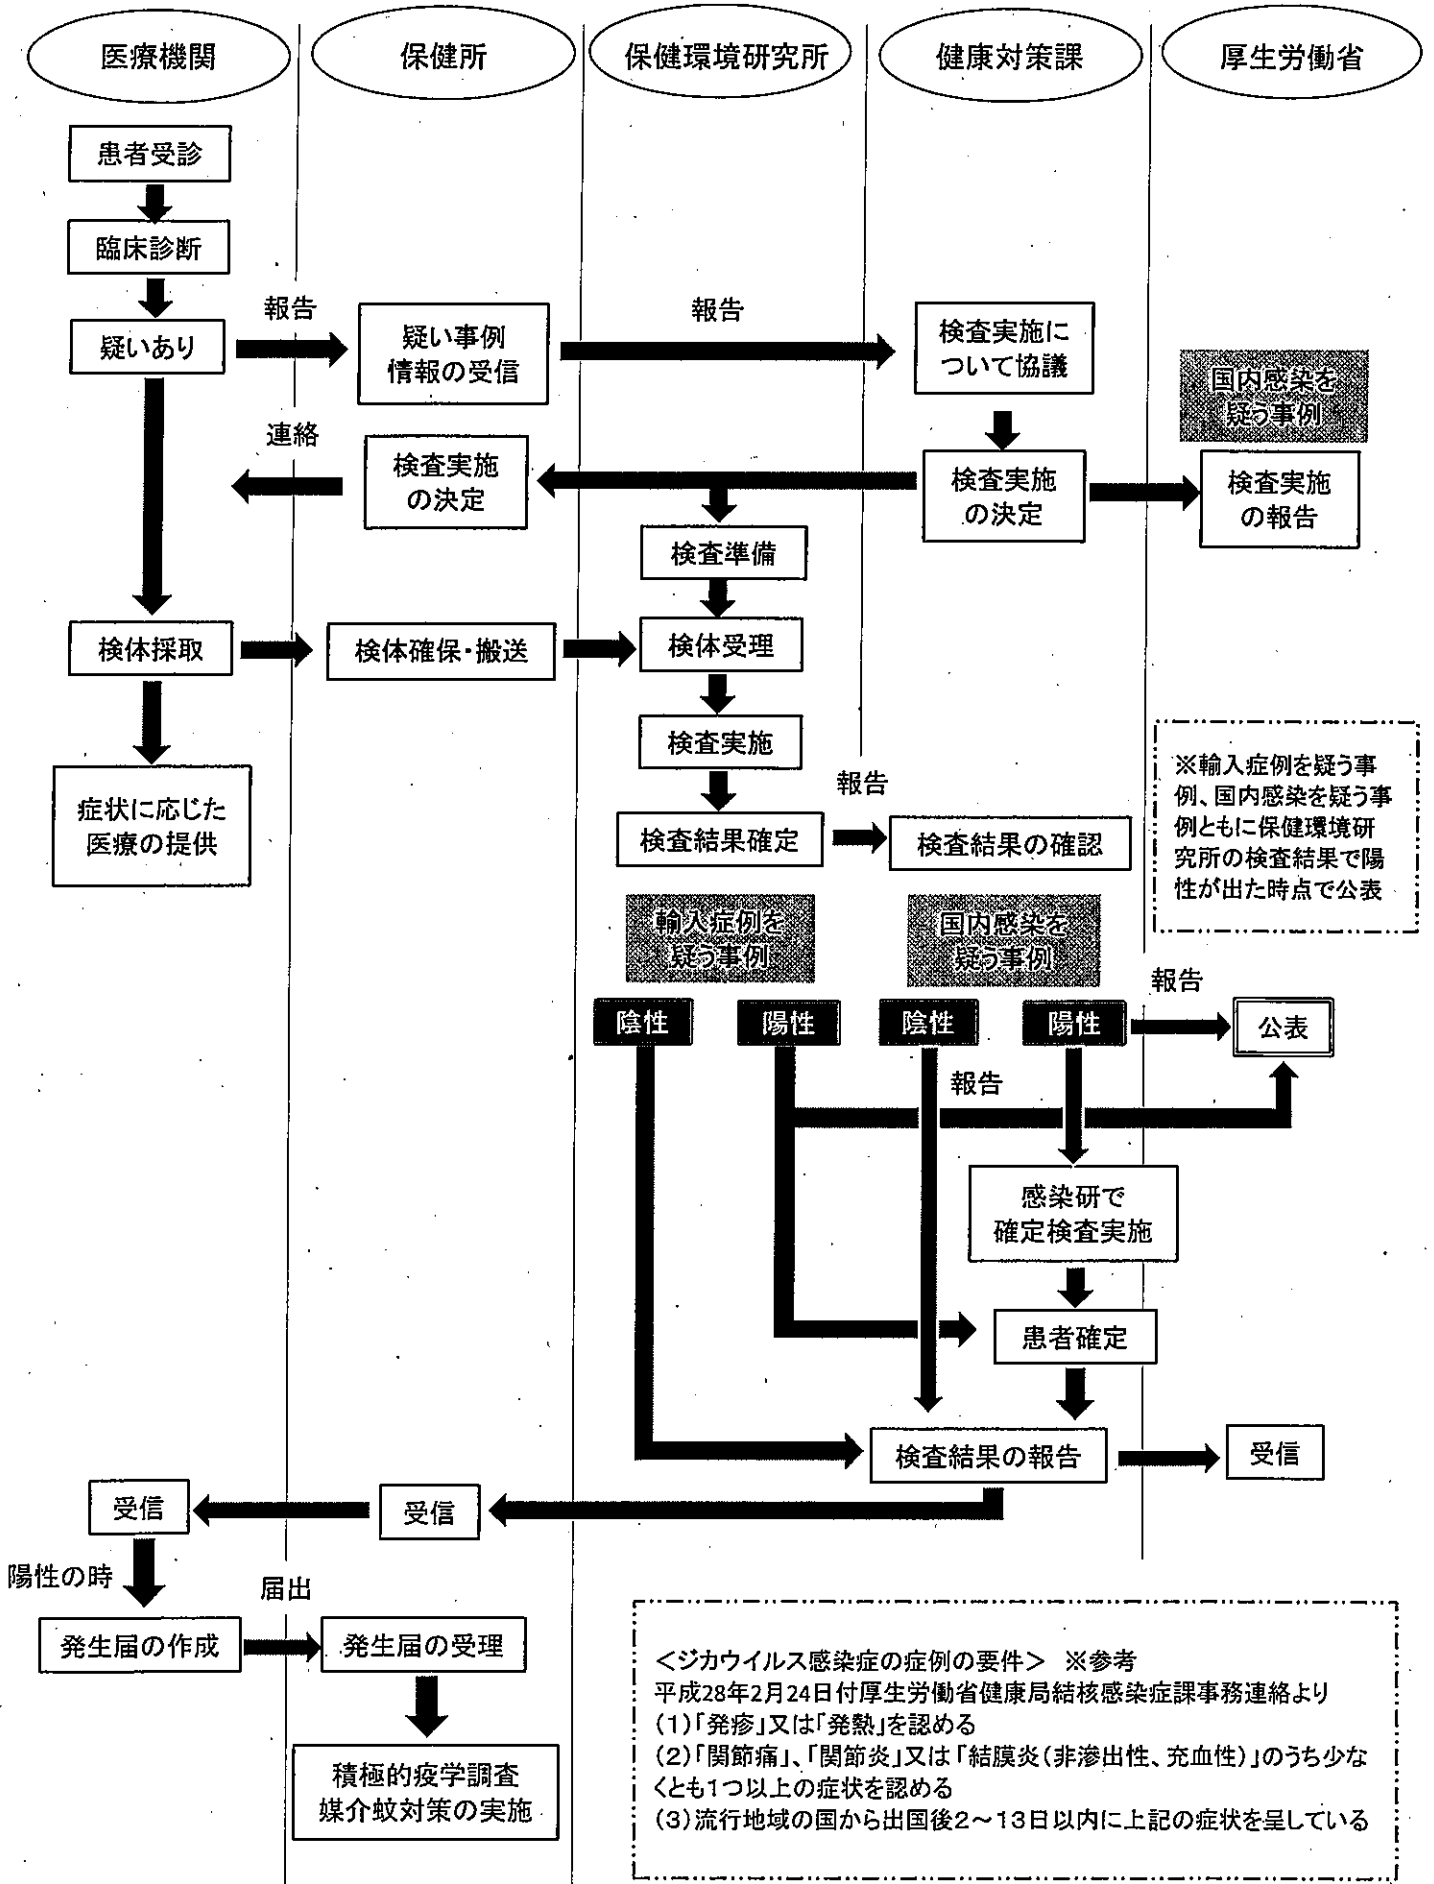 医療機関
保健所
保健環境研究所
健康対策課
厚生労働省
患者受診
臨床診断
疑いあり
報告
疑い事例
情報の受信
報告
検査実施に
ついて協議
国内感染を
疑う事例
連絡
検査実施
の決定
検査実施
の決定
検査実施
の報告
検査準備
検体採取
検体確保・搬送
検体受理
検査実施
症状に応じた
医療の提供
報告
検査結果確定
検査結果の確認
※輸入症例を疑う事
例、国内感染を疑う事
例ともに保健環境研
究所の検査結果で陽
性が出た時点で公表
輸入症例を
疑う事例
国内感染を
疑う事例
陰性
陽性
陰性
陽性
報告
公表
報告
感染研で
確定検査実施
患者確定
検査結果の報告
受信
受信
受信
陽性の時
届出
発生届の作成
発生届の受理
積極的疫学調査
媒介蚊対策の実施
＜ジカウイルス感染症の症例の要件＞ ※参考
平成28年2月24日付厚生労働省健康局結核感染症課事務連絡より
(1)「発疹」又は「発熱」を認める
(2)「関節痛」、「関節炎」又は「結膜炎(非滲出性、充血性)」のうち少な
くとも1つ以上の症状を認める
(3)流行地域の国から出国後2～13日以内に上記の症状を呈している